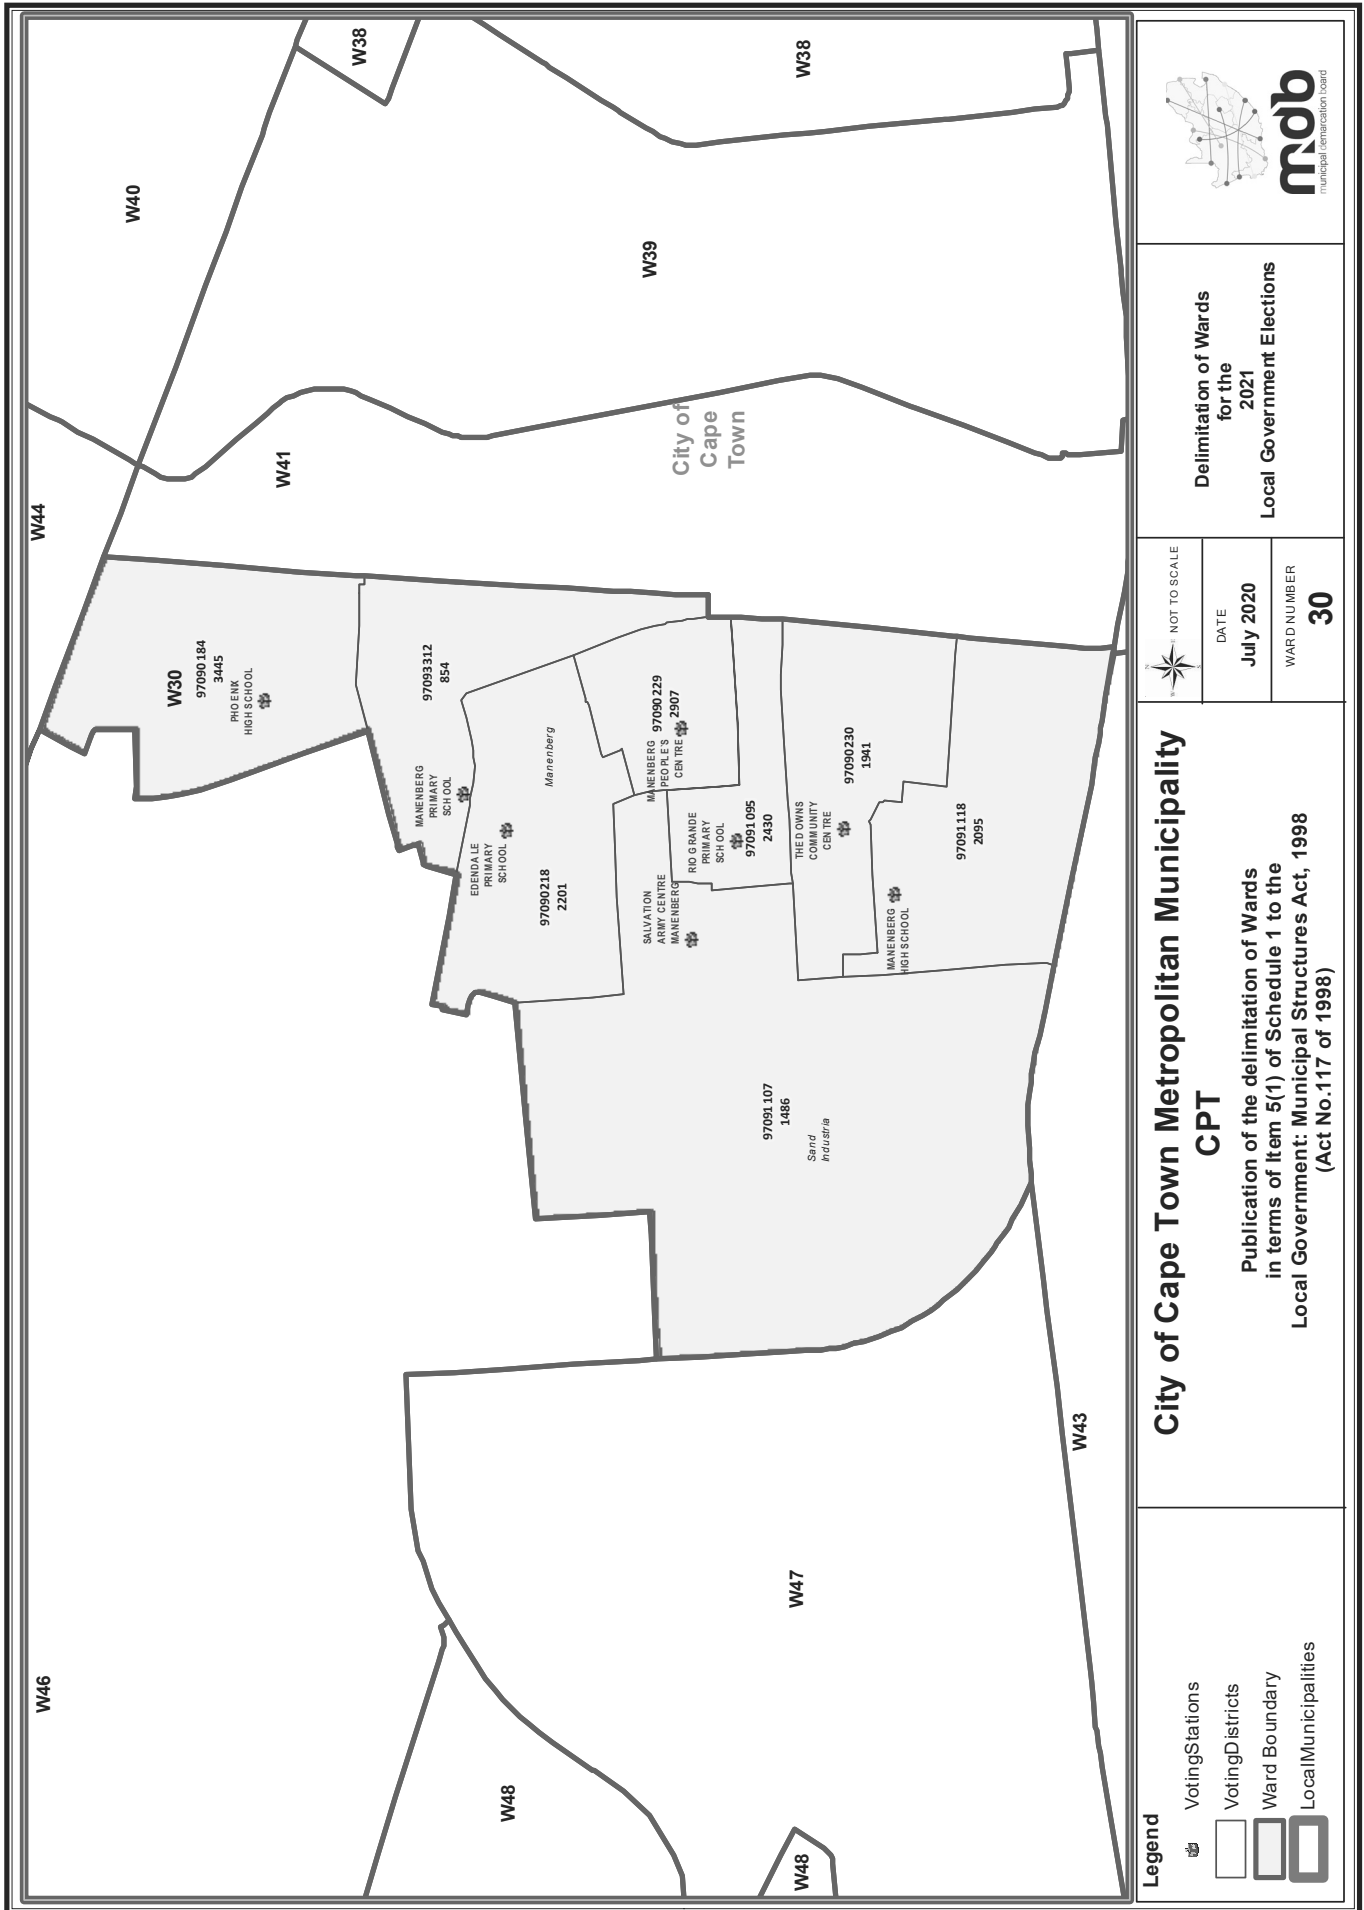 W46
W44
W40
W38
W38
W39
W41
City of
Cape
Town
W30
97090184
3445
PHOENIX
HIGH SCHOOL
97093312
854
MANENBERG
PRIMARY
SCHOOL
EDENDALE
PRIMARY
SCHOOL
Manenberg
97090218
2201
MANENBERG
PEOPLE'S
CENTRE
97090229
2907
SALVATION
ARMY CENTRE
MANENBERG
RIO GRANDE
PRIMARY
SCHOOL
97091095
2430
THE DOWNS
COMMUNITY
CENTRE
97090230
1941
MANENBERG
HIGH SCHOOL
97091118
2095
97091107
1486
Sand
Industria
W48
W48
W47
W43
Legend
VotingStations
VotingDistricts
Ward Boundary
LocalMunicipalities
City of Cape Town Metropolitan Municipality
CPT
Publication of the delimitation of Wards
in terms of Item 5(1) of Schedule 1 to the
Local Government: Municipal Structures Act, 1998
(Act No.117 of 1998)
N
W
E
S
NOT TO SCALE
DATE
July 2020
WARD NUMBER
30
Delimitation of Wards
for the
2021
Local Government Elections
mdb
municipal demarcation board